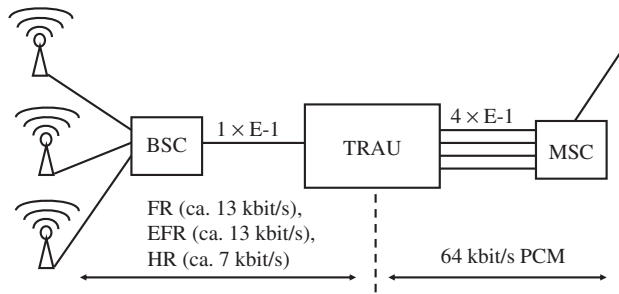 BSC
1 × E-1
TRAU
4 × E-1
MSC
FR (ca. 13 kbit/s),
EFR (ca. 13 kbit/s),
HR (ca. 7 kbit/s)
64 kbit/s PCM